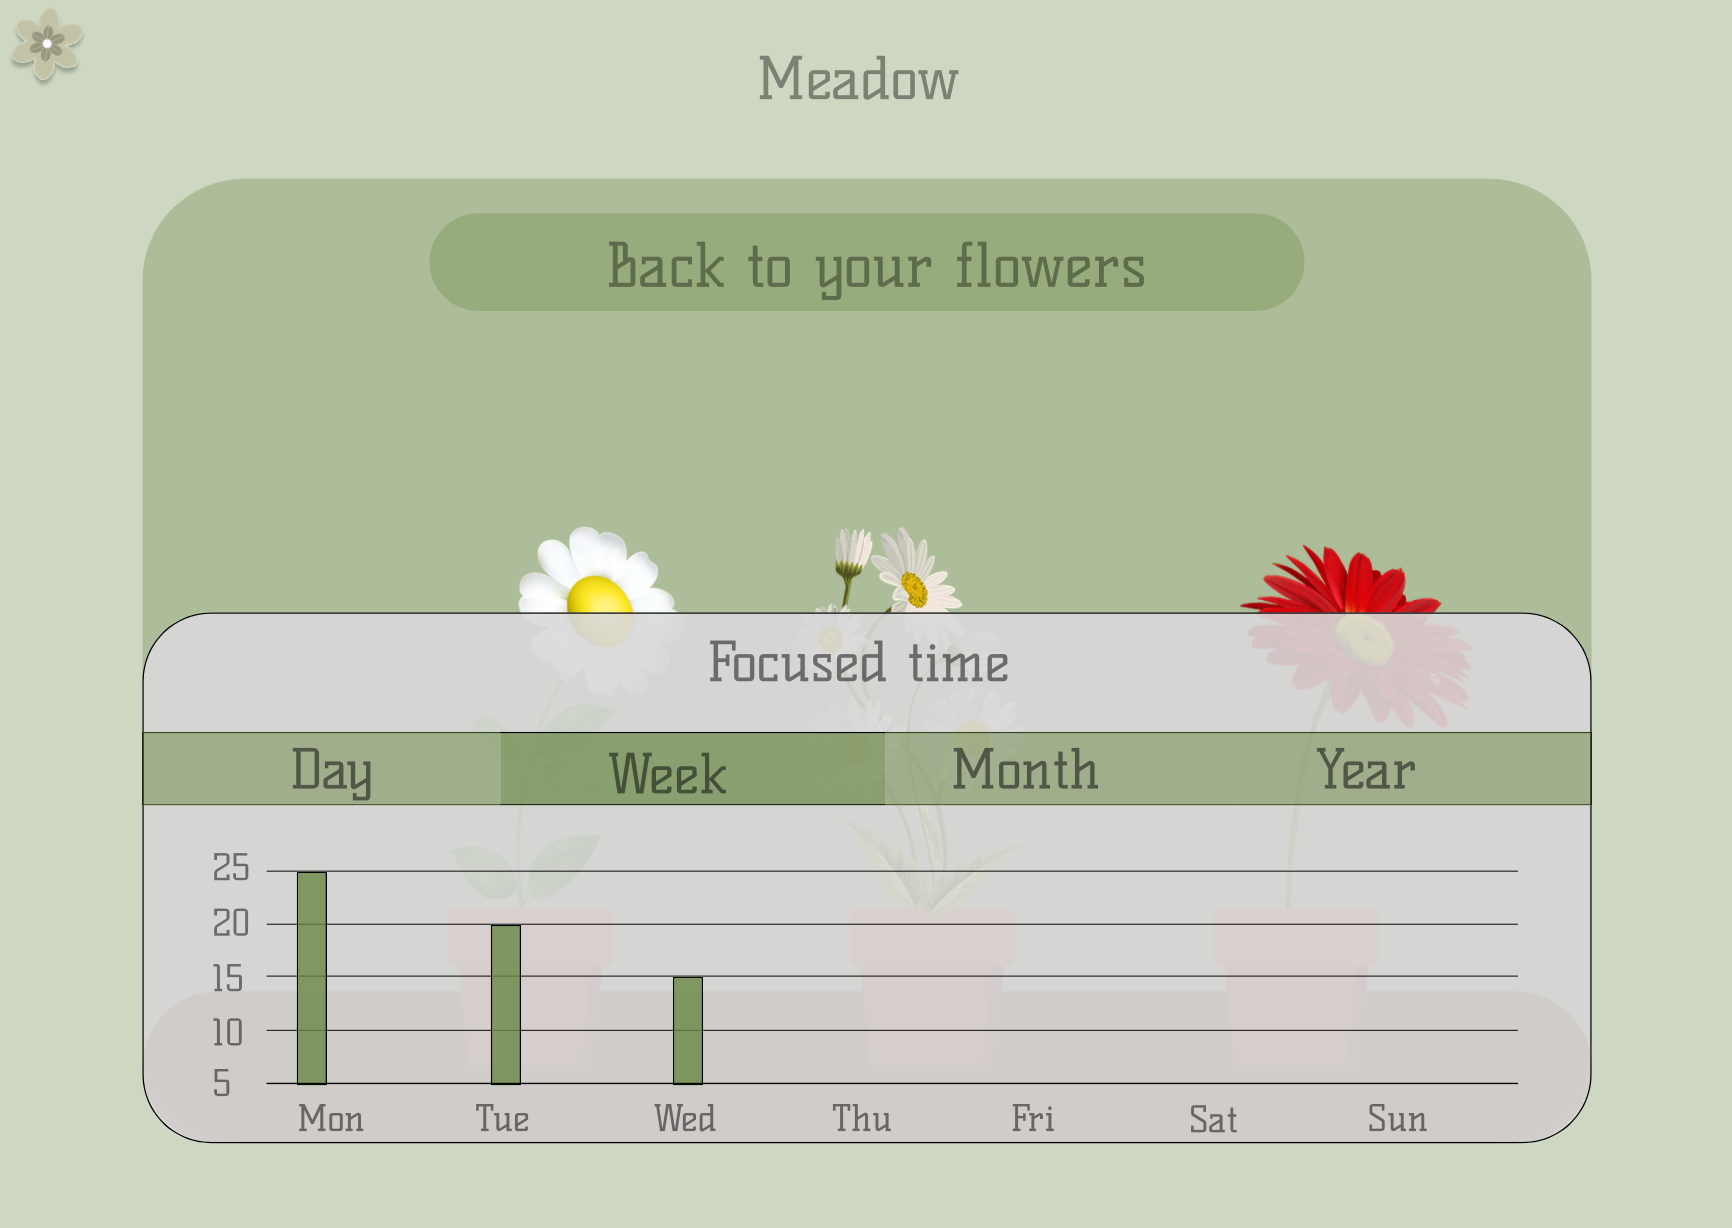 Meadow
Back to your flowers
Focused time
Day Week Month Year
25
20
15
10
5
Mon Tue Wed Thu Fri Sat Sun